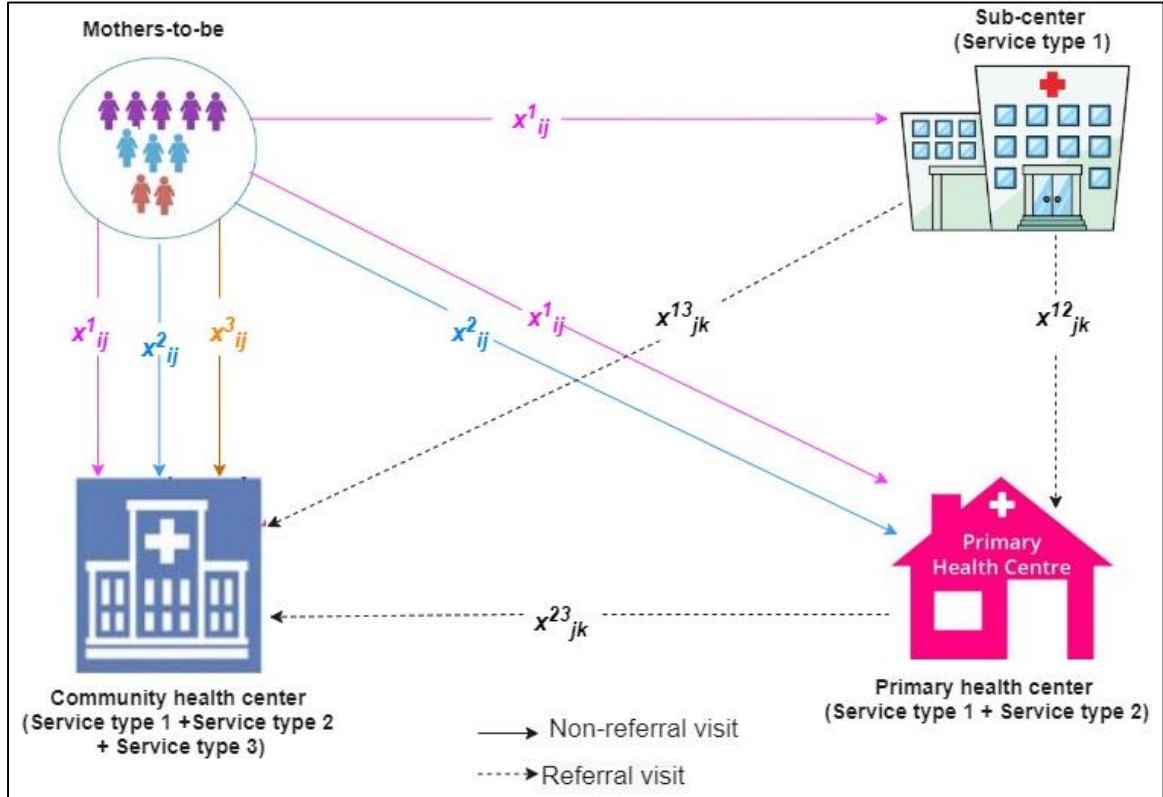 Mothers-to-be
Sub-center
(Service type 1)
x¹ij
x¹ij
x²ij
x³ij
x¹ij
x²ij
x¹³jk
x¹²jk
Primary
Health Centre
x²³jk
Community health center
(Service type 1 +Service type 2
+ Service type 3)
Primary health center
(Service type 1 + Service type 2)
Non-referral visit
Referral visit